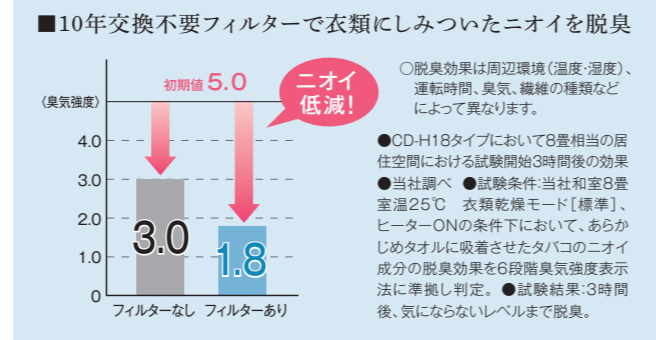 ■10年交換不要フィルターで衣類にしみついたニオイを脱臭
初期値5.0
ニオイ
低減!
(臭気強度)
4.0
3.0
2.0
1.0
0
3.0
1.8
フィルターなし フィルターあり
○脱臭効果は周辺環境(温度・湿度)、
運転時間、臭気、繊維の種類など
によって異なります。
●CD-H18タイプにおいて8畳相当の居
住空間における試験開始3時間後の効果
●当社調べ ●試験条件:当社和室8畳
室温25℃ 衣類乾燥モード[標準]、
ヒーターONの条件下において、あらか
じめタオルに吸着させたタバコのニオイ
成分の脱臭効果を6段階臭気強度表示
法に準拠し判定。 ●試験結果:3時間
後、気にならないレベルまで脱臭。